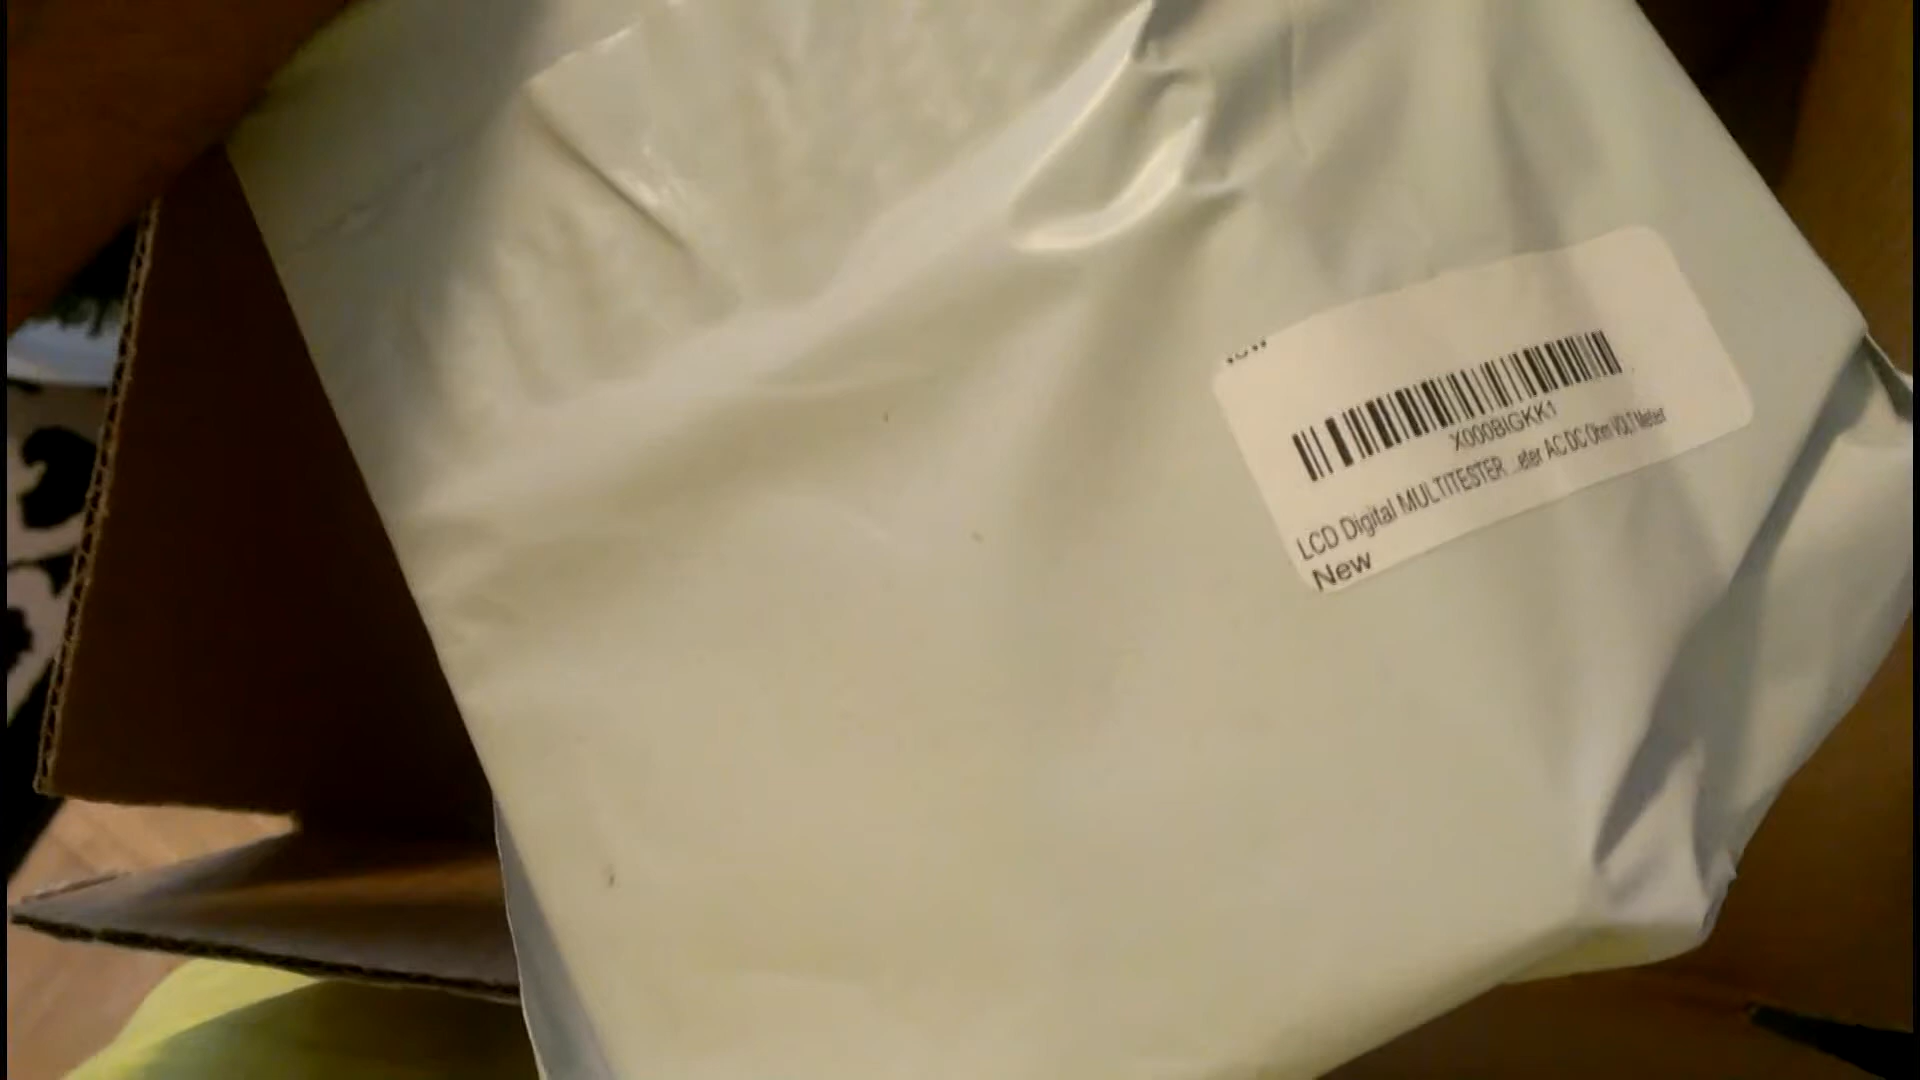 X000BIGKK1
LCD Digital MULTITESTER ...eter AC DC Ohm VOLT Meter
New